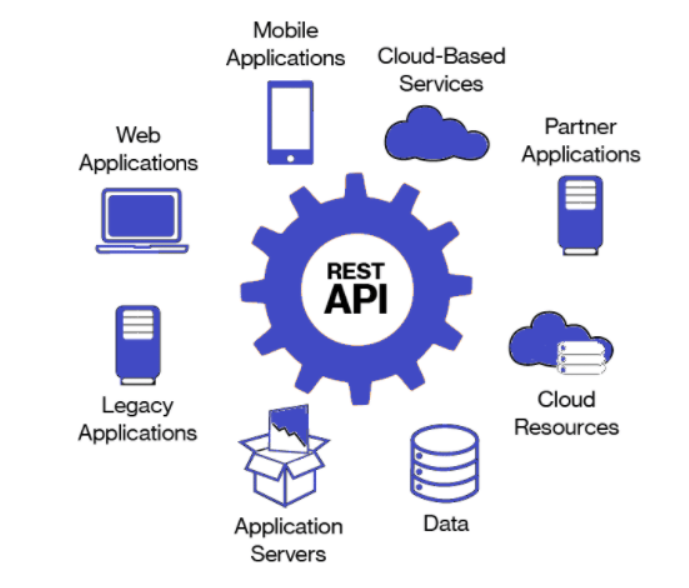 Mobile
Applications
Cloud-Based
Services
Web
Applications
Partner
Applications
REST
API
Legacy
Applications
Cloud
Resources
Application
Servers
Data